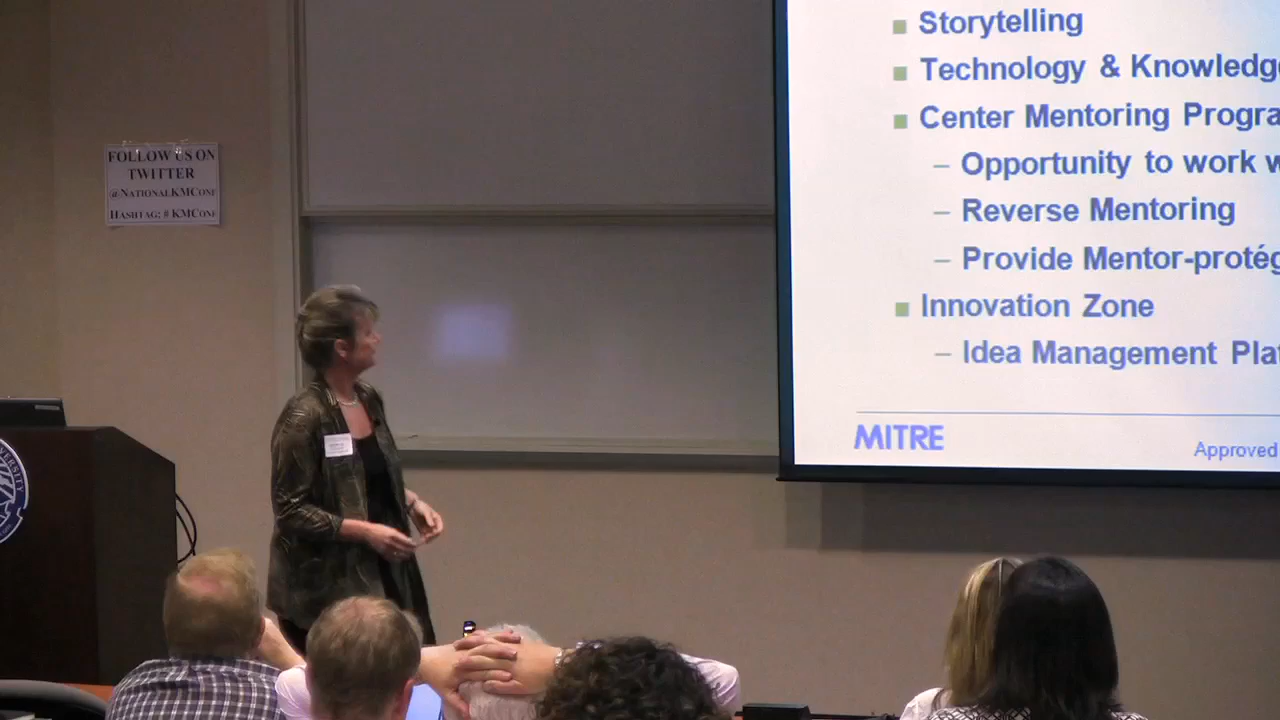 FOLLOW US ON
TWITTER
@NATIONALKMCONF
HASHTAG: # KMCONF
Storytelling
Technology & Knowledg
Center Mentoring Progra
– Opportunity to work w
– Reverse Mentoring
– Provide Mentor-protég
Innovation Zone
– Idea Management Pla
MITRE
Approved